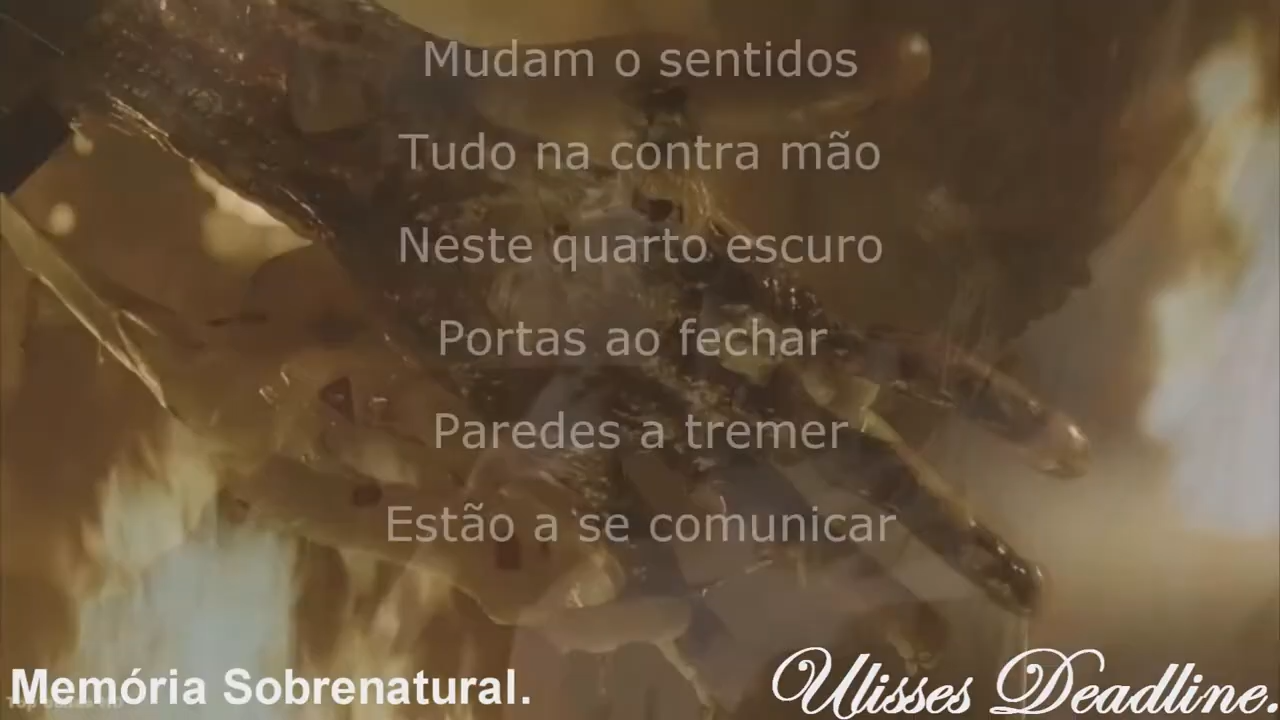 Mudam o sentidos
Tudo na contra mão
Neste quarto escuro
Portas ao fechar
Paredes a tremer
Estão a se comunicar
Memória Sobrenatural.
Ulisses Deadline.